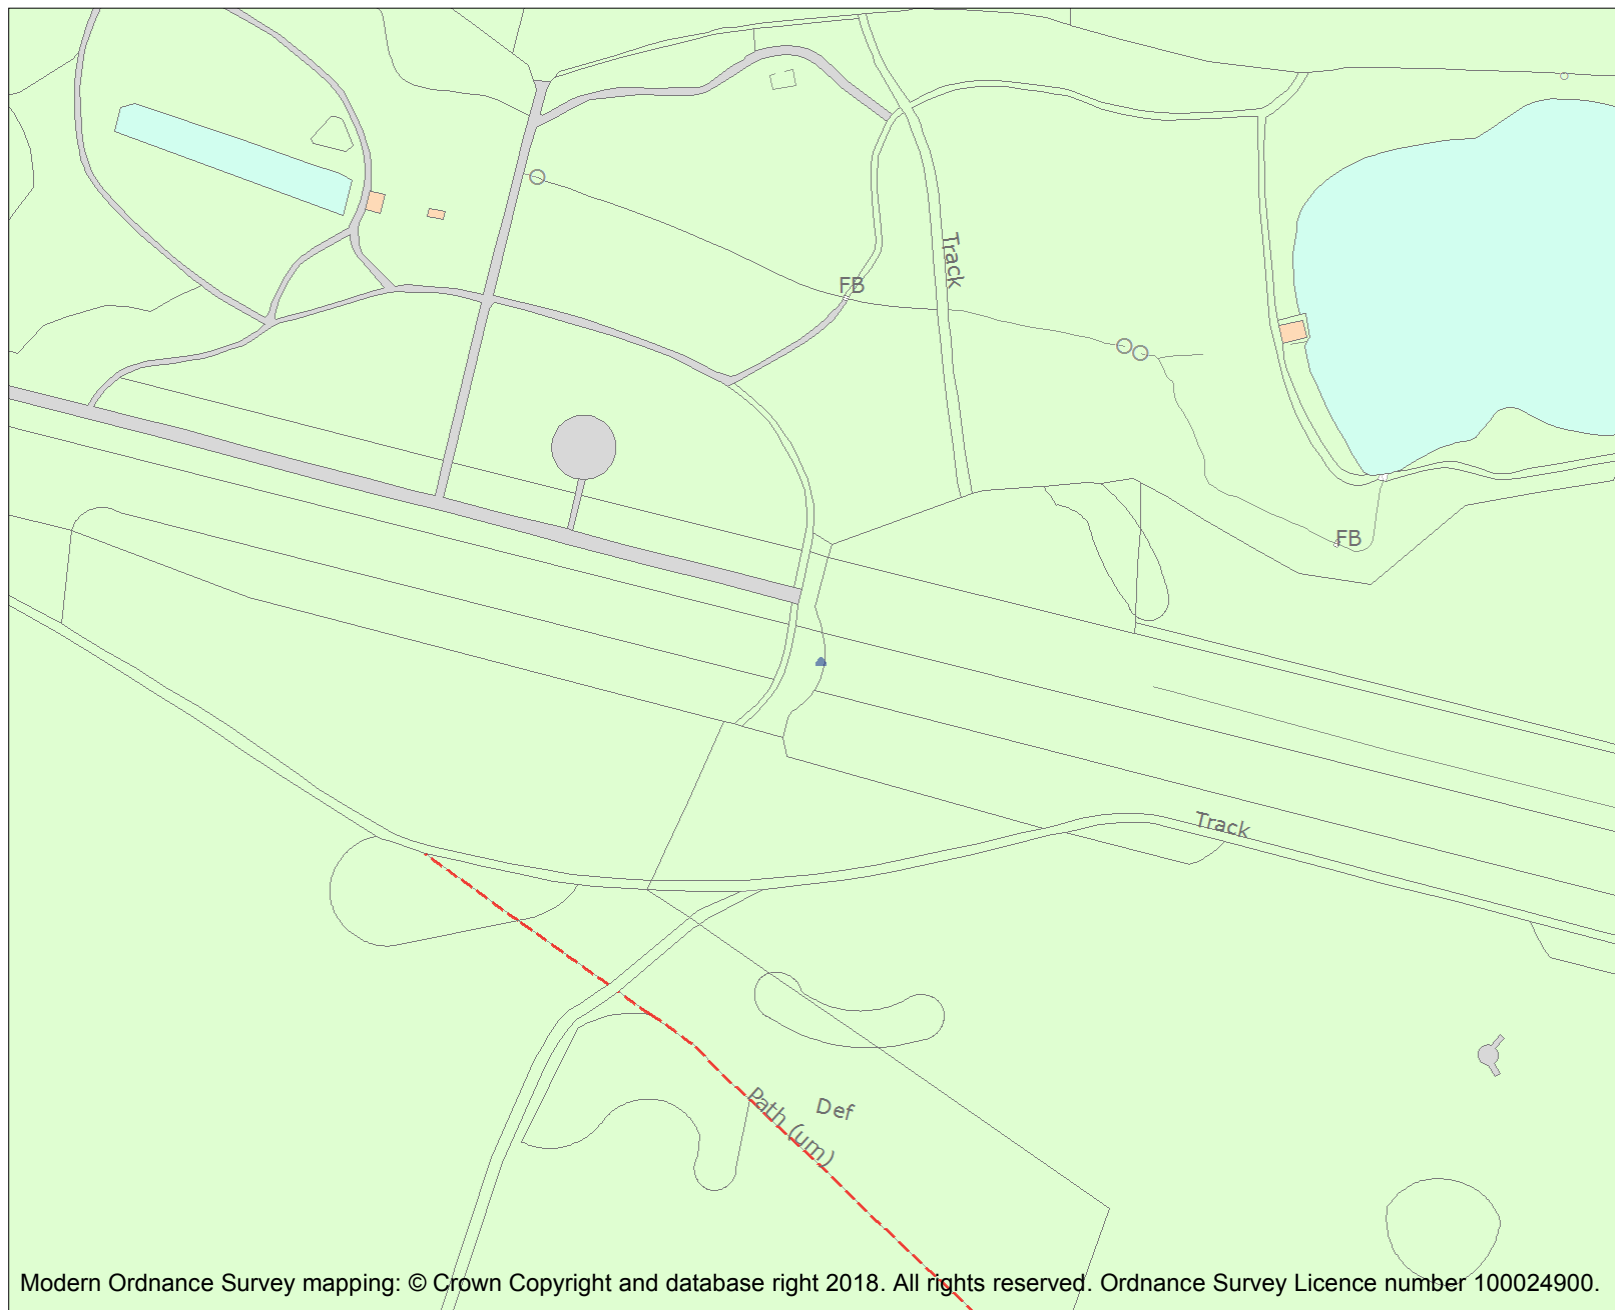 Track
FB
FB
Track
Path (um)
Def
Modern Ordnance Survey mapping: © Crown Copyright and database right 2018. All rights reserved. Ordnance Survey Licence number 100024900.